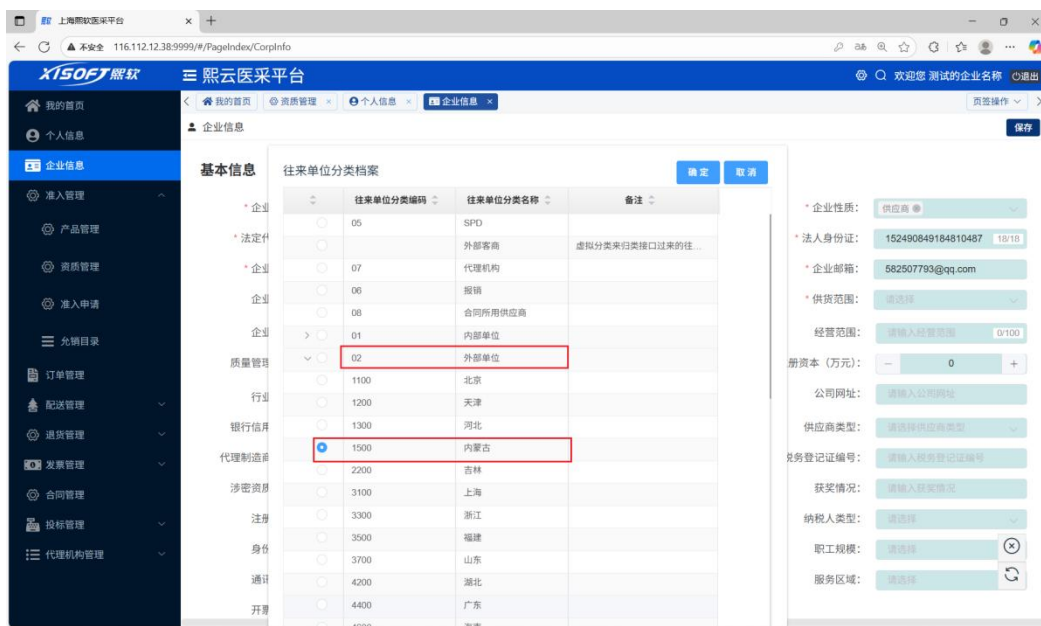 上海熙软医采平台
不安全 116.112.12.38:9999/#/PageIndex/CorpInfo
XISOFT熙软 熙云医采平台 欢迎您 测试的企业名称 退出
我的首页 资质管理 个人信息 企业信息 页签操作
企业信息 保存
我的首页
个人信息
企业信息
准入管理
产品管理
资质管理
准入申请
允销目录
订单管理
配送管理
退货管理
发票管理
合同管理
投标管理
代理机构管理
基本信息
* 企业
* 法定代
* 企业
企业
企业
质量管理
行业
银行信用
代理制造商
涉密资质
注册
身份
通讯
开票
往来单位分类档案 确定 取消
往来单位分类编码 往来单位分类名称 备注
05 SPD
外部客商 虚拟分类来归类接口过来的往...
07 代理机构
06 报销
08 合同所用供应商
01 内部单位
02 外部单位
1100 北京
1200 天津
1300 河北
1500 内蒙古
2200 吉林
3100 上海
3300 浙江
3500 福建
3700 山东
4200 湖北
4400 广东
* 企业性质: 供应商
* 法人身份证: 152490849184810487 18/18
* 企业邮箱: 582507793@qq.com
* 供货范围: 请选择
经营范围: 请输入经营范围 0/100
册资本（万元）: 0
公司网址: 请输入公司网址
供应商类型: 请选择供应商类型
税务登记证编号: 请输入税务登记证编号
获奖情况: 请输入获奖情况
纳税人类型: 请选择
职工规模: 请选择
服务区域: 请选择